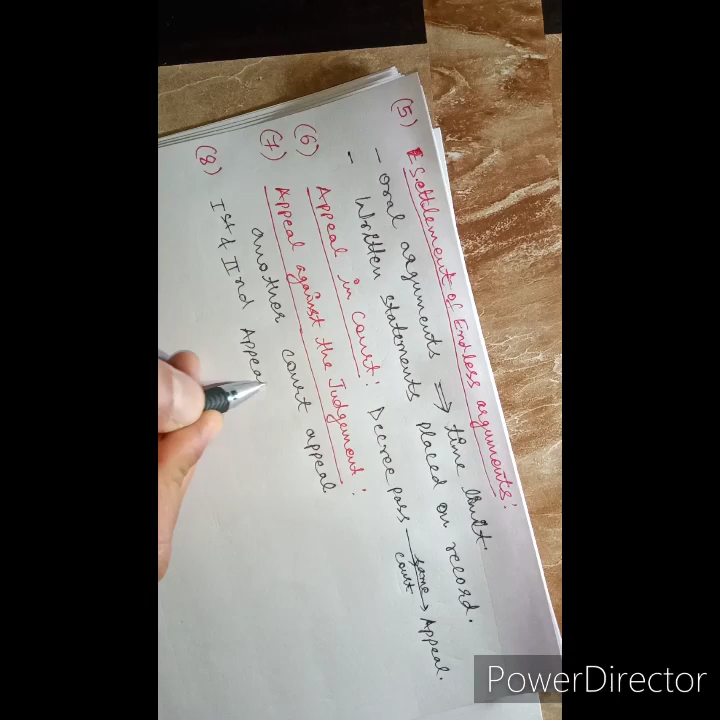 (5) Settlement of Endless arguments:
- oral arguments ⇒ time limit.
- Written statements placed on record.
(6) Appeal in court: Decree pass — same court → Appeal.
(7) Appeal against the Judgement:
another court appeal
(8) Ist & IInd Appea
PowerDirector